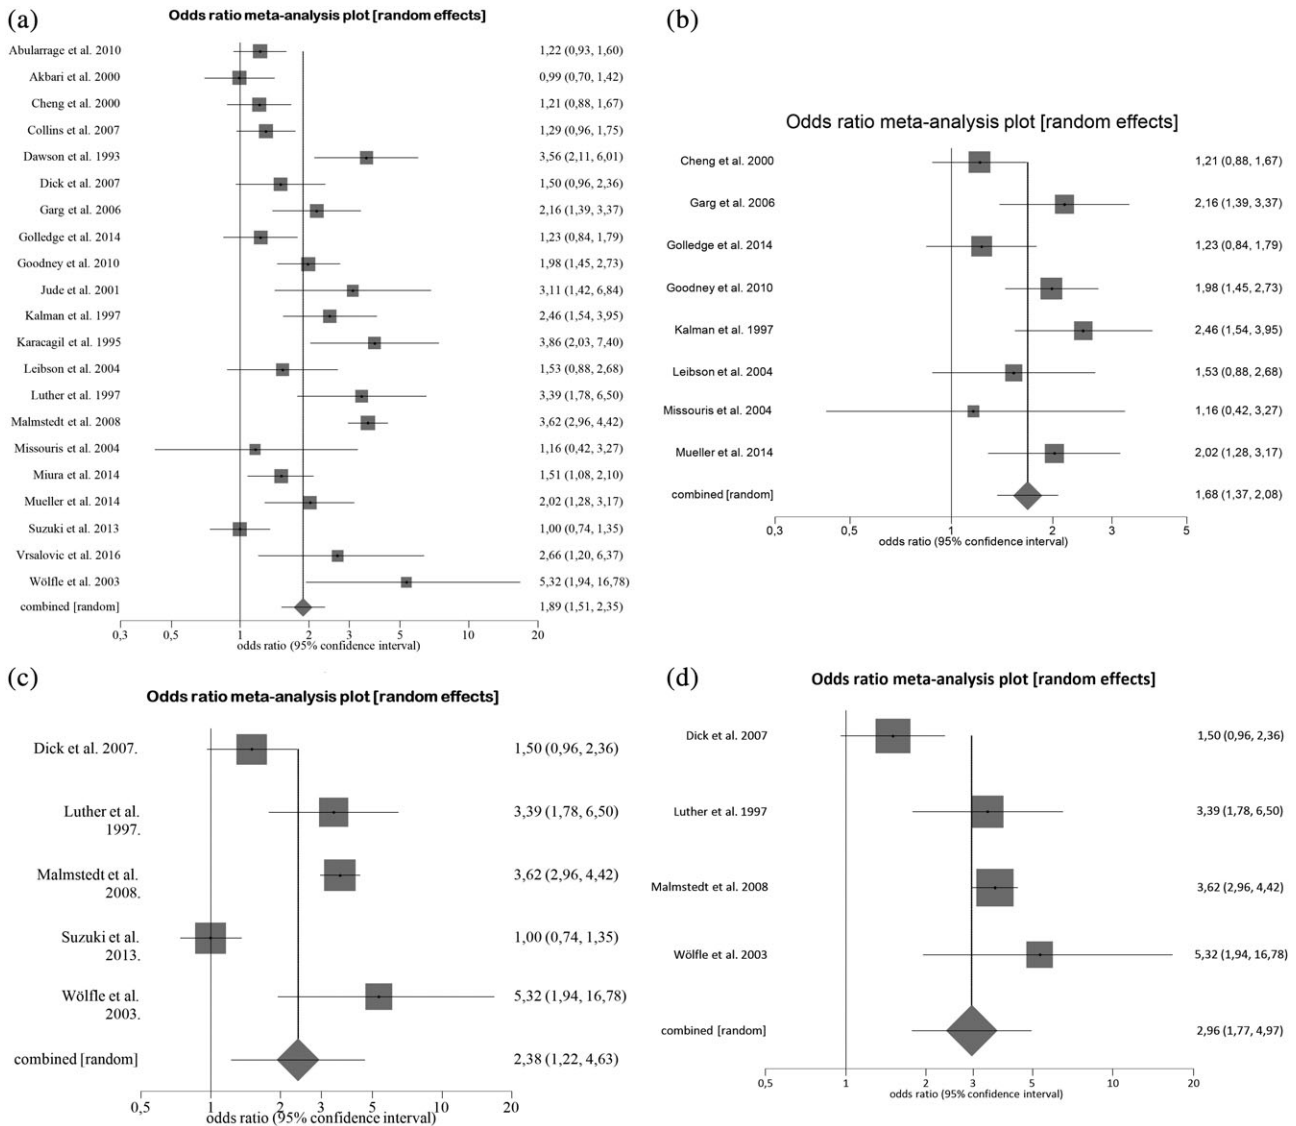 (a)
Odds ratio meta-analysis plot [random effects]
Abularrage et al. 2010 1,22 (0,93, 1,60)
Akbari et al. 2000 0,99 (0,70, 1,42)
Cheng et al. 2000 1,21 (0,88, 1,67)
Collins et al. 2007 1,29 (0,96, 1,75)
Dawson et al. 1993 3,56 (2,11, 6,01)
Dick et al. 2007 1,50 (0,96, 2,36)
Garg et al. 2006 2,16 (1,39, 3,37)
Golledge et al. 2014 1,23 (0,84, 1,79)
Goodney et al. 2010 1,98 (1,45, 2,73)
Jude et al. 2001 3,11 (1,42, 6,84)
Kalman et al. 1997 2,46 (1,54, 3,95)
Karacagil et al. 1995 3,86 (2,03, 7,40)
Leibson et al. 2004 1,53 (0,88, 2,68)
Luther et al. 1997 3,39 (1,78, 6,50)
Malmstedt et al. 2008 3,62 (2,96, 4,42)
Missouris et al. 2004 1,16 (0,42, 3,27)
Miura et al. 2014 1,51 (1,08, 2,10)
Mueller et al. 2014 2,02 (1,28, 3,17)
Suzuki et al. 2013 1,00 (0,74, 1,35)
Vrsalovic et al. 2016 2,66 (1,20, 6,37)
Wölfle et al. 2003 5,32 (1,94, 16,78)
combined [random] 1,89 (1,51, 2,35)
0,3 0,5 1 2 3 5 10 20
odds ratio (95% confidence interval)
(b)
Odds ratio meta-analysis plot [random effects]
Cheng et al. 2000 1,21 (0,88, 1,67)
Garg et al. 2006 2,16 (1,39, 3,37)
Golledge et al. 2014 1,23 (0,84, 1,79)
Goodney et al. 2010 1,98 (1,45, 2,73)
Kalman et al. 1997 2,46 (1,54, 3,95)
Leibson et al. 2004 1,53 (0,88, 2,68)
Missouris et al. 2004 1,16 (0,42, 3,27)
Mueller et al. 2014 2,02 (1,28, 3,17)
combined [random] 1,68 (1,37, 2,08)
0,3 0,5 1 2 3 5
odds ratio (95% confidence interval)
(c)
Odds ratio meta-analysis plot [random effects]
Dick et al. 2007. 1,50 (0,96, 2,36)
Luther et al. 3,39 (1,78, 6,50)
1997.
Malmstedt et al. 3,62 (2,96, 4,42)
2008.
Suzuki et al. 1,00 (0,74, 1,35)
2013.
Wölfle et al. 5,32 (1,94, 16,78)
2003.
combined [random] 2,38 (1,22, 4,63)
0,5 1 2 3 5 10 20
odds ratio (95% confidence interval)
(d)
Odds ratio meta-analysis plot [random effects]
Dick et al. 2007 1,50 (0,96, 2,36)
Luther et al. 1997 3,39 (1,78, 6,50)
Malmstedt et al. 2008 3,62 (2,96, 4,42)
Wölfle et al. 2003 5,32 (1,94, 16,78)
combined [random] 2,96 (1,77, 4,97)
0,5 1 2 3 5 10 20
odds ratio (95% confidence interval)